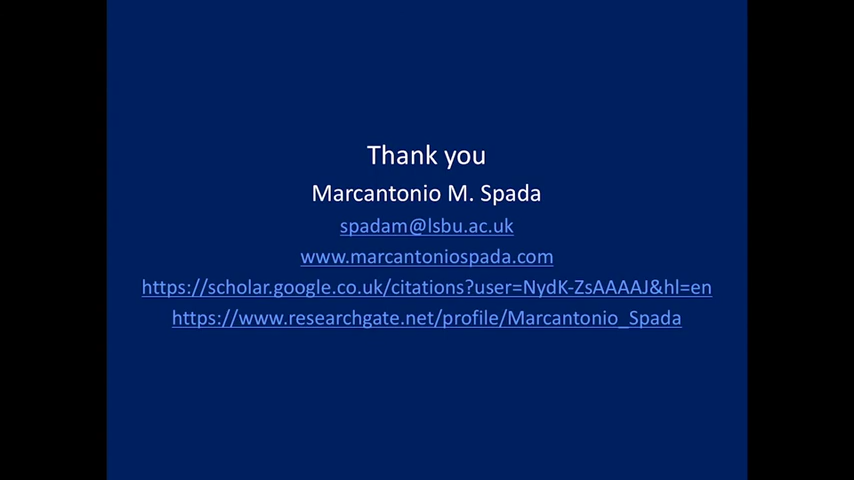 Thank you
Marcantonio M. Spada
spadam@lsbu.ac.uk
www.marcantoniospada.com
https://scholar.google.co.uk/citations?user=NydK-ZsAAAAJ&hl=en
https://www.researchgate.net/profile/Marcantonio_Spada